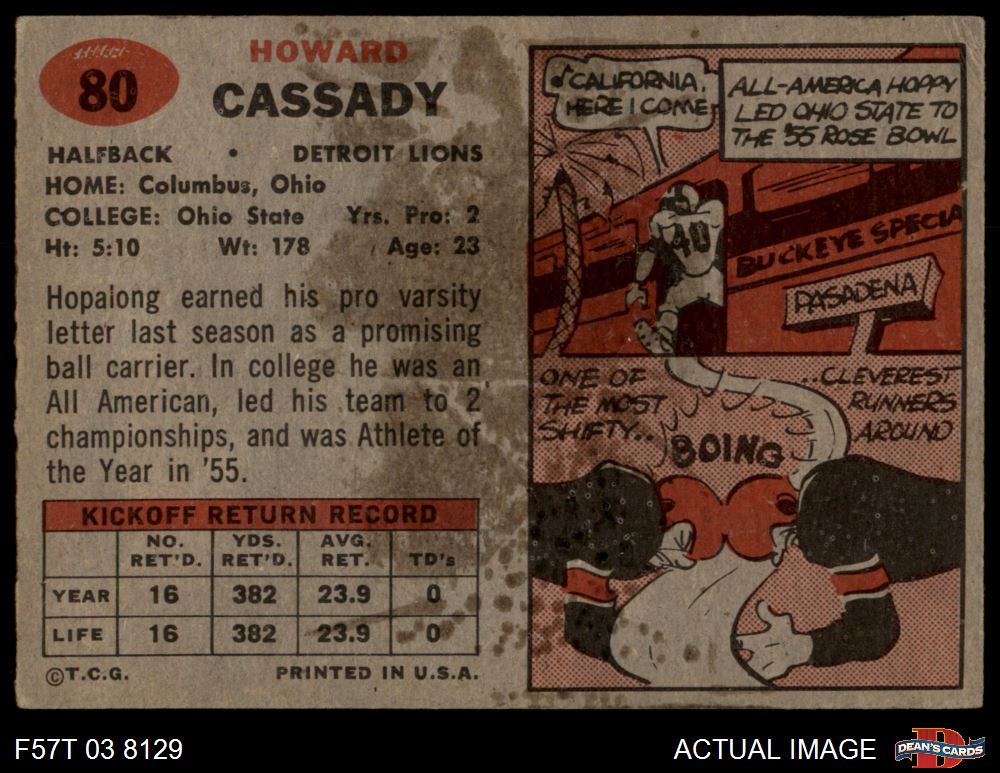 80
HOWARD
CASSADY
HALFBACK • DETROIT LIONS
HOME: Columbus, Ohio
COLLEGE: Ohio State Yrs. Pro: 2
Ht: 5:10 Wt: 178 Age: 23
Hopalong earned his pro varsity
letter last season as a promising
ball carrier. In college he was an
All American, led his team to 2
championships, and was Athlete of
the Year in '55.
KICKOFF RETURN RECORD
NO. RET'D. YDS. RET'D. AVG. RET. TD's
YEAR 16 382 23.9 0
LIFE 16 382 23.9 0
©T.C.G. PRINTED IN U.S.A.
♪CALIFORNIA,
HERE I COME
ALL-AMERICA HOPPY
LED OHIO STATE TO
THE '55 ROSE BOWL
40
BUCKEYE SPECIA
PASADENA
ONE OF
THE MOST
SHIFTY..
...CLEVEREST
RUNNERS
AROUND
BOING
F57T 03 8129
ACTUAL IMAGE
D
DEAN'S CARDS